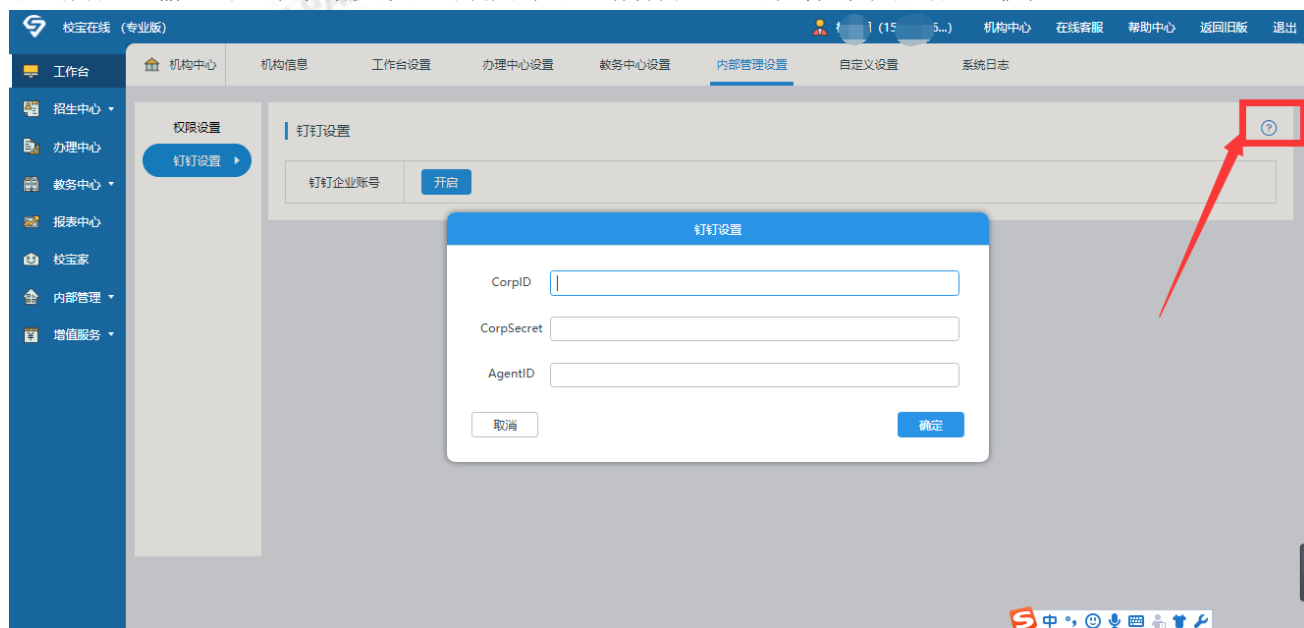 校宝在线 (专业版)
(15 5...) 机构中心 在线客服 帮助中心 返回旧版 退出
工作台
招生中心
办理中心
教务中心
报表中心
校宝家
内部管理
增值服务
机构中心 机构信息 工作台设置 办理中心设置 教务中心设置 内部管理设置 自定义设置 系统日志
权限设置
钉钉设置
钉钉设置
?
钉钉企业账号 开启
钉钉设置
CorpID
CorpSecret
AgentID
取消 确定
中